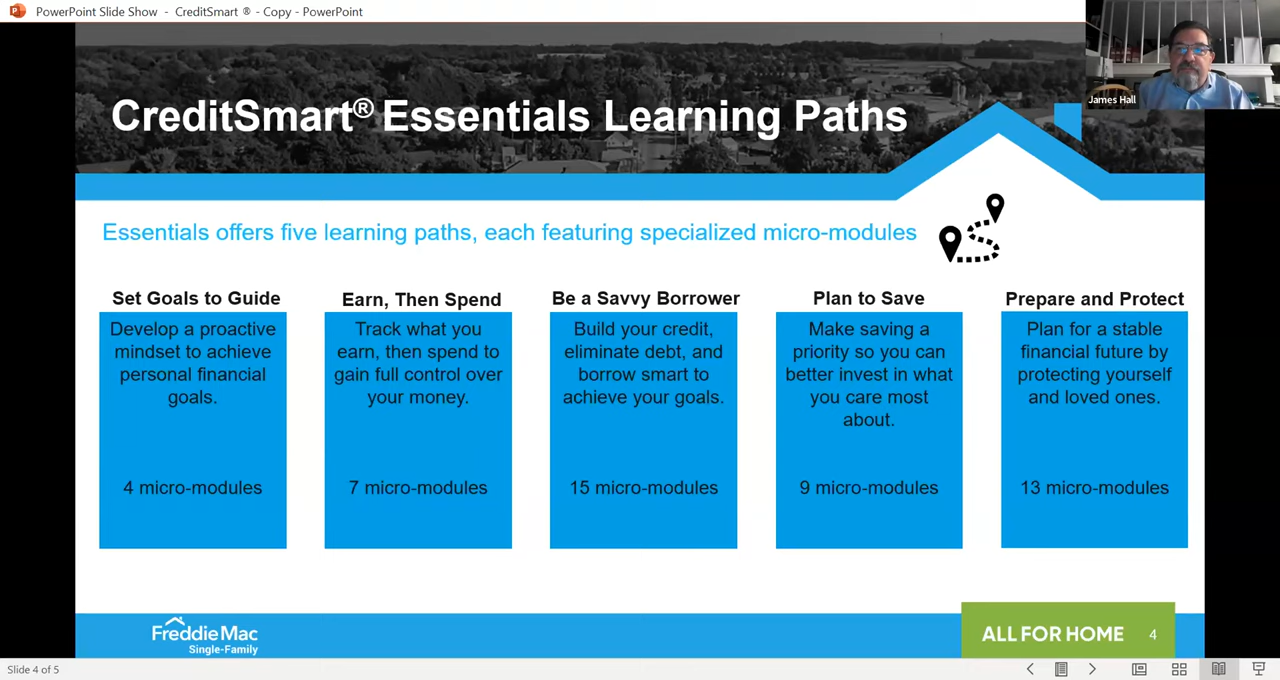 PowerPoint Slide Show - CreditSmart ® - Copy - PowerPoint
James Hall
CreditSmart® Essentials Learning Paths
Essentials offers five learning paths, each featuring specialized micro-modules
Set Goals to Guide
Develop a proactive
mindset to achieve
personal financial
goals.
4 micro-modules
Earn, Then Spend
Track what you
earn, then spend to
gain full control over
your money.
7 micro-modules
Be a Savvy Borrower
Build your credit,
eliminate debt, and
borrow smart to
achieve your goals.
15 micro-modules
Plan to Save
Make saving a
priority so you can
better invest in what
you care most
about.
9 micro-modules
Prepare and Protect
Plan for a stable
financial future by
protecting yourself
and loved ones.
13 micro-modules
Freddie Mac
Single-Family
ALL FOR HOME 4
Slide 4 of 5